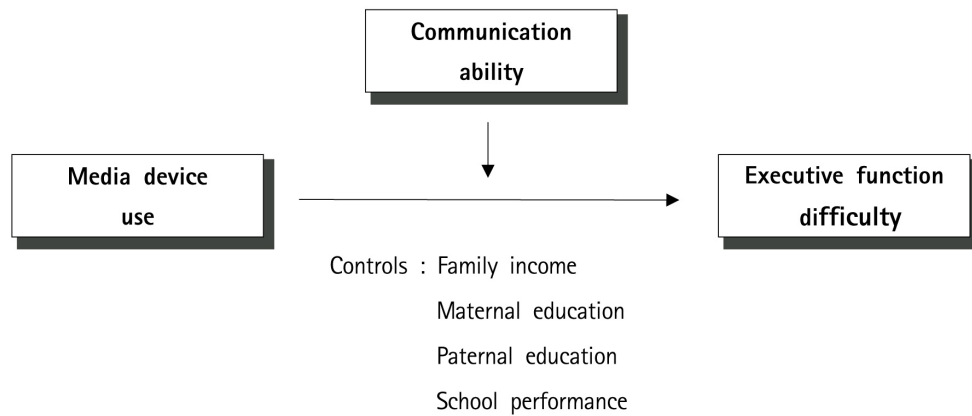 Communication
ability
Media device
use
Executive function
difficulty
Controls : Family income
Maternal education
Paternal education
School performance